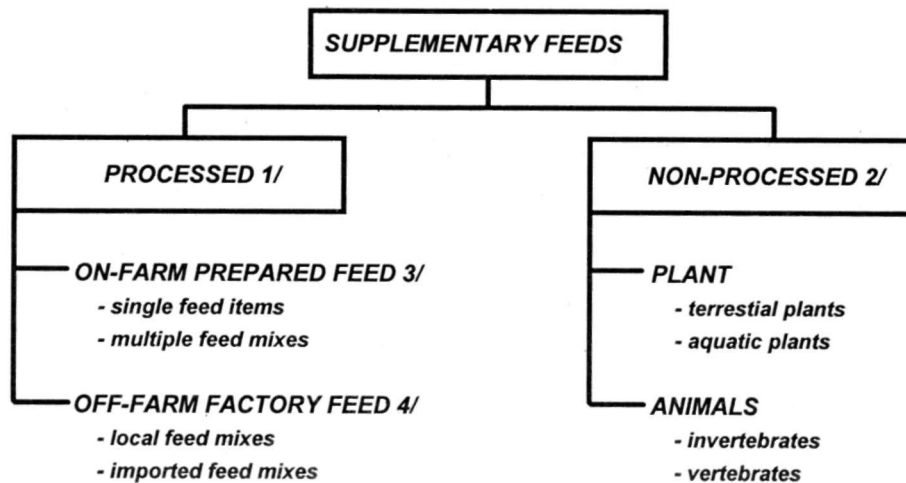 SUPPLEMENTARY FEEDS
PROCESSED 1/
ON-FARM PREPARED FEED 3/
- single feed items
- multiple feed mixes
OFF-FARM FACTORY FEED 4/
- local feed mixes
- imported feed mixes
NON-PROCESSED 2/
PLANT
- terrestial plants
- aquatic plants
ANIMALS
- invertebrates
- vertebrates